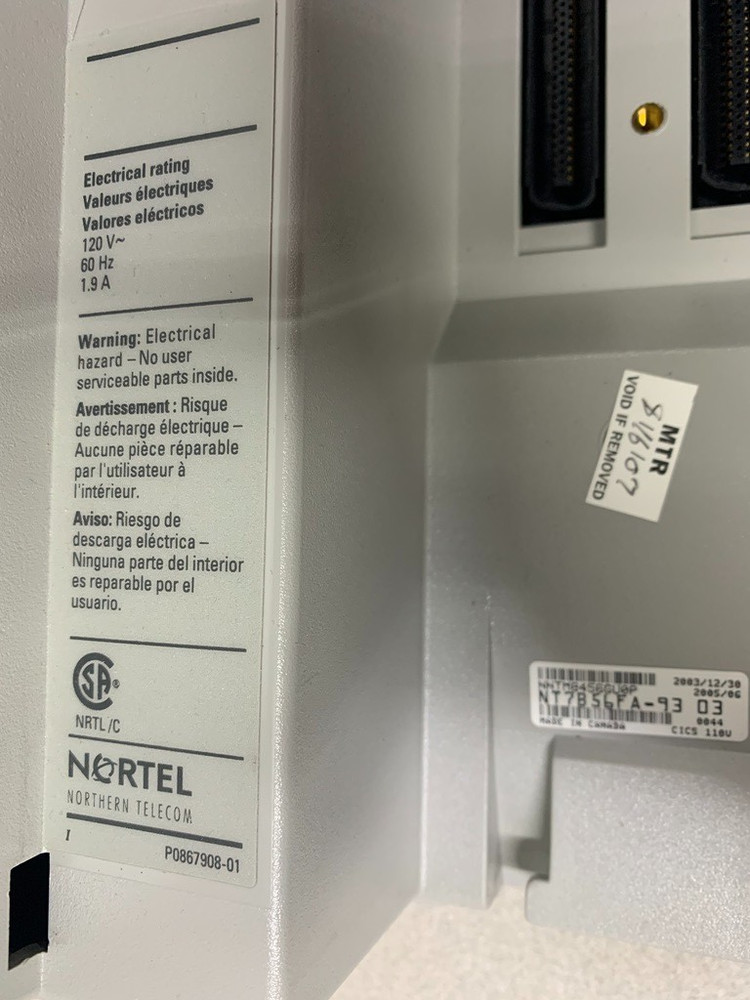 Electrical rating
Valeurs électriques
Valores eléctricos
120 V~
60 Hz
1.9 A
Warning: Electrical
hazard – No user
serviceable parts inside.
Avertissement : Risque
de décharge électrique –
Aucune pièce réparable
par l'utilisateur à
l'intérieur.
Aviso: Riesgo de
descarga eléctrica –
Ninguna parte del interior
es reparable por el
usuario.
SA®
NRTL/C
NORTEL
NORTHERN TELECOM
I
P0867908-01
MTR
VOID IF REMOVED
2003/12/30
2005/06
NT7B56FA-93 03
0044
MADE IN CANADA
CICS 110V